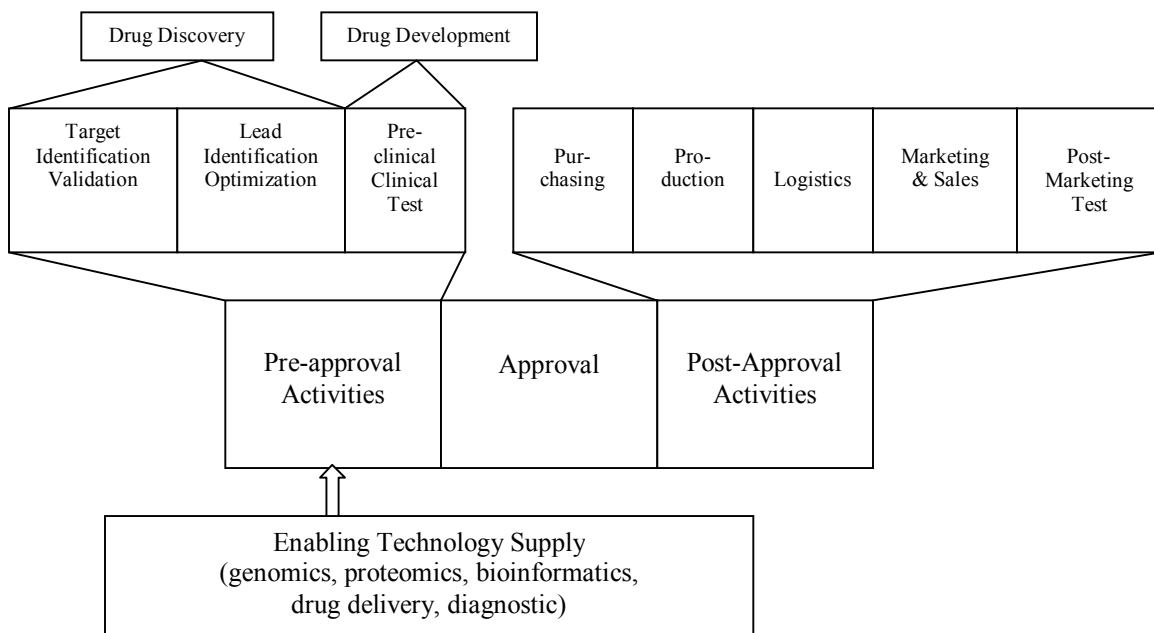 Drug Discovery
Drug Development
Target
Identification
Validation
Lead
Identification
Optimization
Pre-
clinical
Clinical
Test
Pur-
chasing
Pro-
duction
Logistics
Marketing
& Sales
Post-
Marketing
Test
Pre-approval
Activities
Approval
Post-Approval
Activities
Enabling Technology Supply
(genomics, proteomics, bioinformatics,
drug delivery, diagnostic)